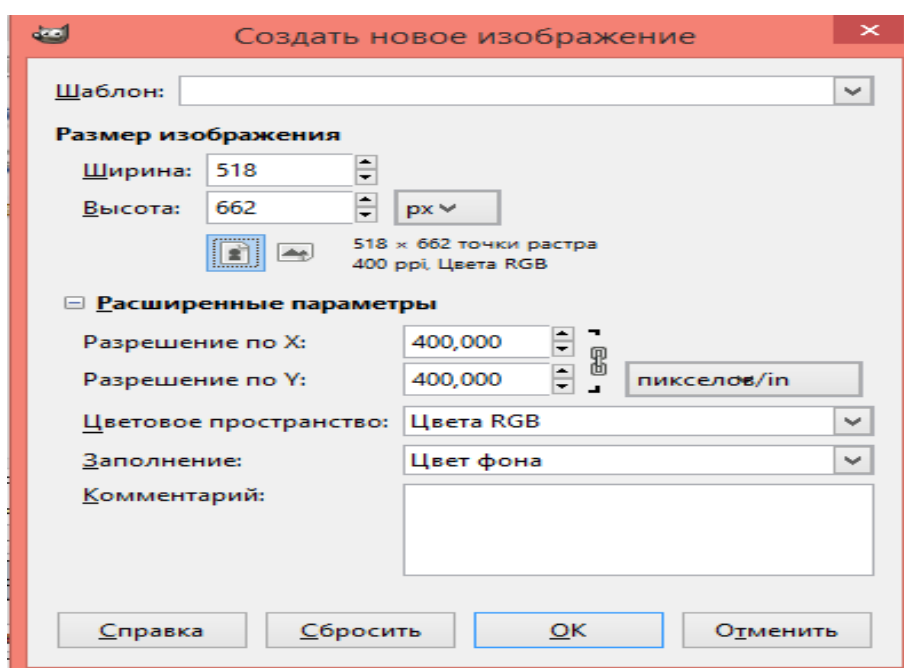 Создать новое изображение
Шаблон:
Размер изображения
Ширина: 518
Высота: 662 px
518 × 662 точки растра
400 ppi, Цвета RGB
Расширенные параметры
Разрешение по X: 400,000
Разрешение по Y: 400,000 пикселов/in
Цветовое пространство: Цвета RGB
Заполнение: Цвет фона
Комментарий:
Справка Сбросить OK Отменить